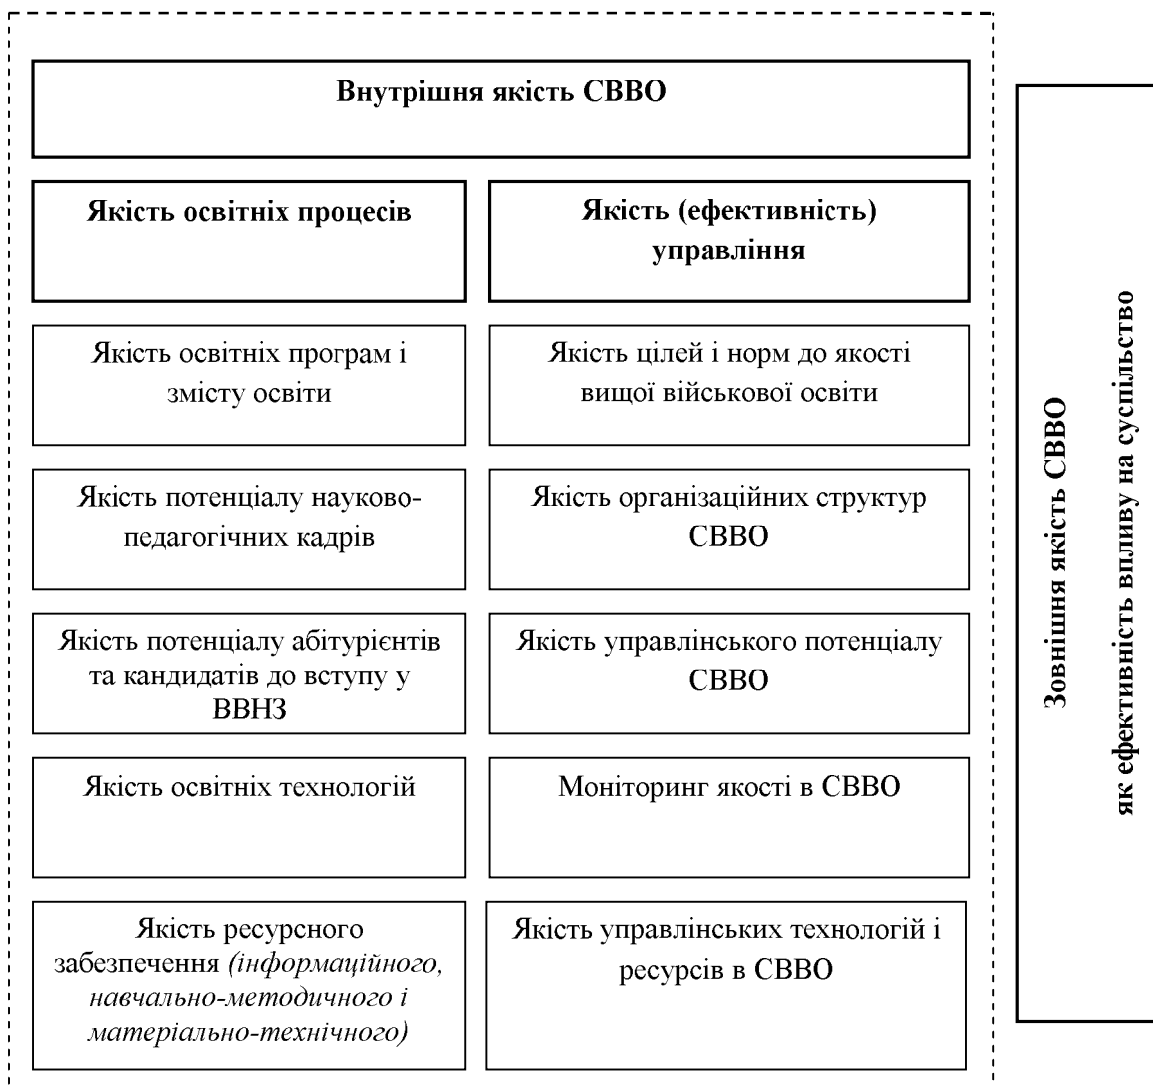 Внутрішня якість СВВО
Якість освітніх процесів
Якість (ефективність)
управління
Якість освітніх програм і
змісту освіти
Якість цілей і норм до якості
вищої військової освіти
Якість потенціалу науково-
педагогічних кадрів
Якість організаційних структур
СВВО
Якість потенціалу абітурієнтів
та кандидатів до вступу у
ВВНЗ
Якість управлінського потенціалу
СВВО
Якість освітніх технологій
Моніторинг якості в СВВО
Якість ресурсного
забезпечення (інформаційного,
навчально-методичного і
матеріально-технічного)
Якість управлінських технологій і
ресурсів в СВВО
Зовнішня якість СВВО
як ефективність впливу на суспільство